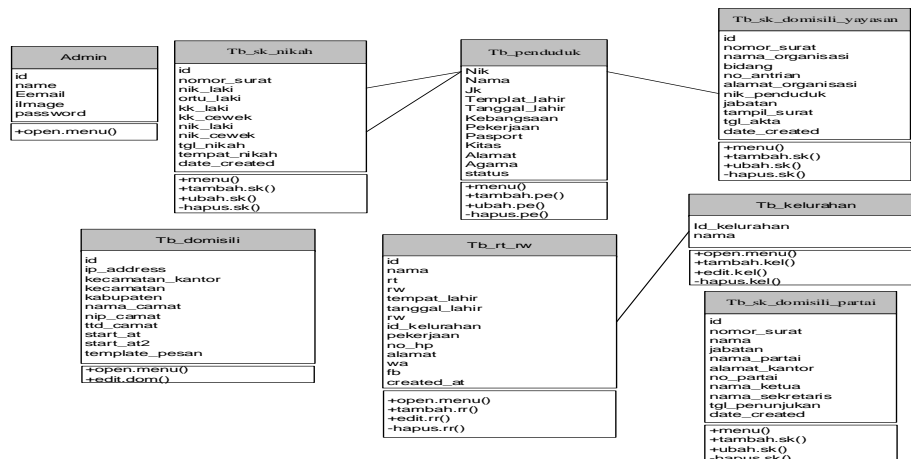 Admin
id
name
Eemail
iImage
password
+open.menu()
Tb_sk_nikah
id
nomor_surat
nik_laki
ortu_laki
kk_laki
kk_cewek
nik_laki
nik_cewek
tgl_nikah
tempat_nikah
date_created
+menu()
+tambah.sk()
+ubah.sk()
-hapus.sk()
Tb_penduduk
Nik
Nama
Jk
Templat_lahir
Tanggal_lahir
Kebangsaan
Pekerjaan
Pasport
Kitas
Alamat
Agama
status
+menu()
+tambah.pe()
+ubah.pe()
-hapus.pe()
Tb_sk_domisili_yayasan
id
nomor_surat
nama_organisasi
bidang
no_antrian
alamat_organisasi
nik_penduduk
jabatan
tampil_surat
tgl_akta
date_created
+menu()
+tambah.sk()
+ubah.sk()
-hapus.sk()
Tb_domisili
id
ip_address
kecamatan_kantor
kecamatan
kabupaten
nama_camat
nip_camat
ttd_camat
start_at
start_at2
template_pesan
+open.menu()
+edit.dom()
Tb_rt_rw
id
nama
rt
rw
tempat_lahir
tanggal_lahir
rw
id_kelurahan
pekerjaan
no_hp
alamat
wa
fb
created_at
+open.menu()
+tambah.rr()
+edit.rr()
-hapus.rr()
Tb_kelurahan
Id_kelurahan
nama
+open.menu()
+tambah.kel()
+edit.kel()
-hapus.kel()
Tb_sk_domisili_partai
id
nomor_surat
nama
jabatan
nama_partai
alamat_kantor
no_partai
nama_ketua
nama_sekretaris
tgl_penunjukan
date_created
+menu()
+tambah.sk()
+ubah.sk()
-hapus.sk()